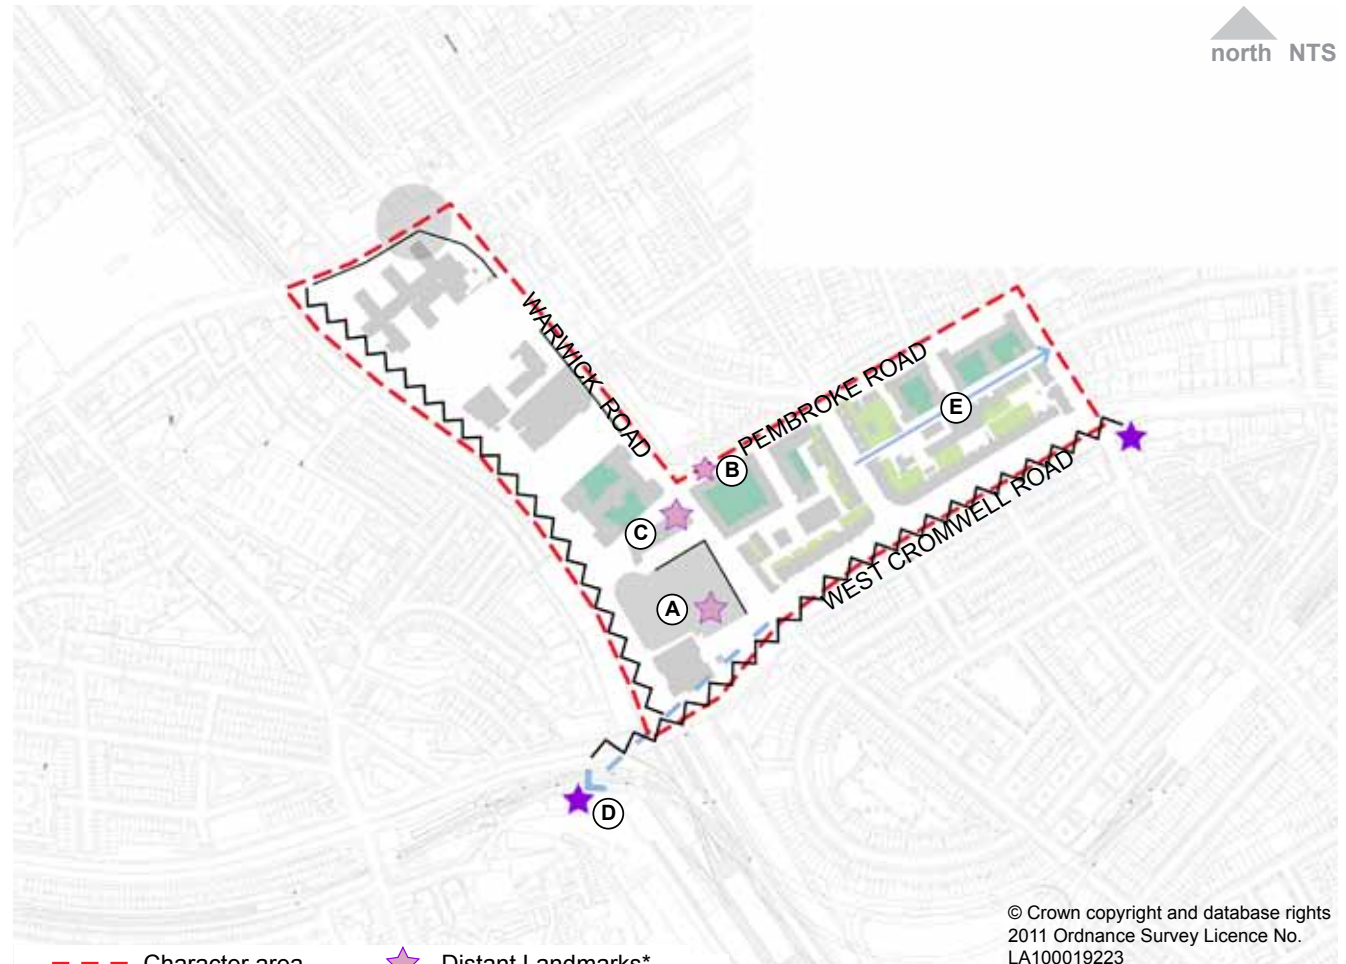 north NTS
WARWICK ROAD
PEMBROKE ROAD
E
B
WEST CROMWELL ROAD
C
A
D
© Crown copyright and database rights
2011 Ordnance Survey Licence No.
LA100019223
Character area
Distant Landmarks*